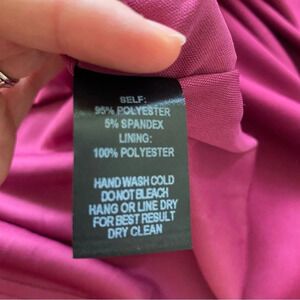 SELF:
95% POLYESTER
5% SPANDEX
LINING:
100% POLYESTER
HAND WASH COLD
DO NOT BLEACH
HANG OR LINE DRY
FOR BEST RESULT
DRY CLEAN